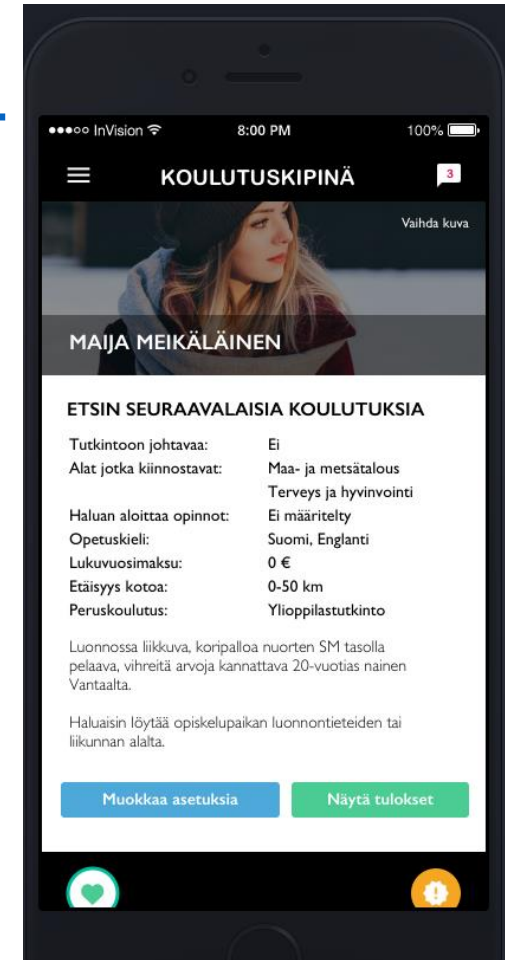 InVision 8:00 PM 100%
KOULUTUSKIPINÄ 3
Vaihda kuva
MAIJA MEIKÄLÄINEN
ETSIN SEURAAVALAISIA KOULUTUKSIA
Tutkintoon johtavaa: Ei
Alat jotka kiinnostavat: Maa- ja metsätalous
Terveys ja hyvinvointi
Haluan aloittaa opinnot: Ei määritelty
Opetuskieli: Suomi, Englanti
Lukuvuosimaksu: 0 €
Etäisyys kotoa: 0-50 km
Peruskoulutus: Ylioppilastutkinto
Luonnossa liikkuva, koripalloa nuorten SM tasolla
pelaava, vihreitä arvoja kannattava 20-vuotias nainen
Vantaalta.
Haluaisin löytää opiskelupaikan luonnontieteiden tai
liikunnan alalta.
Muokkaa asetuksia Näytä tulokset